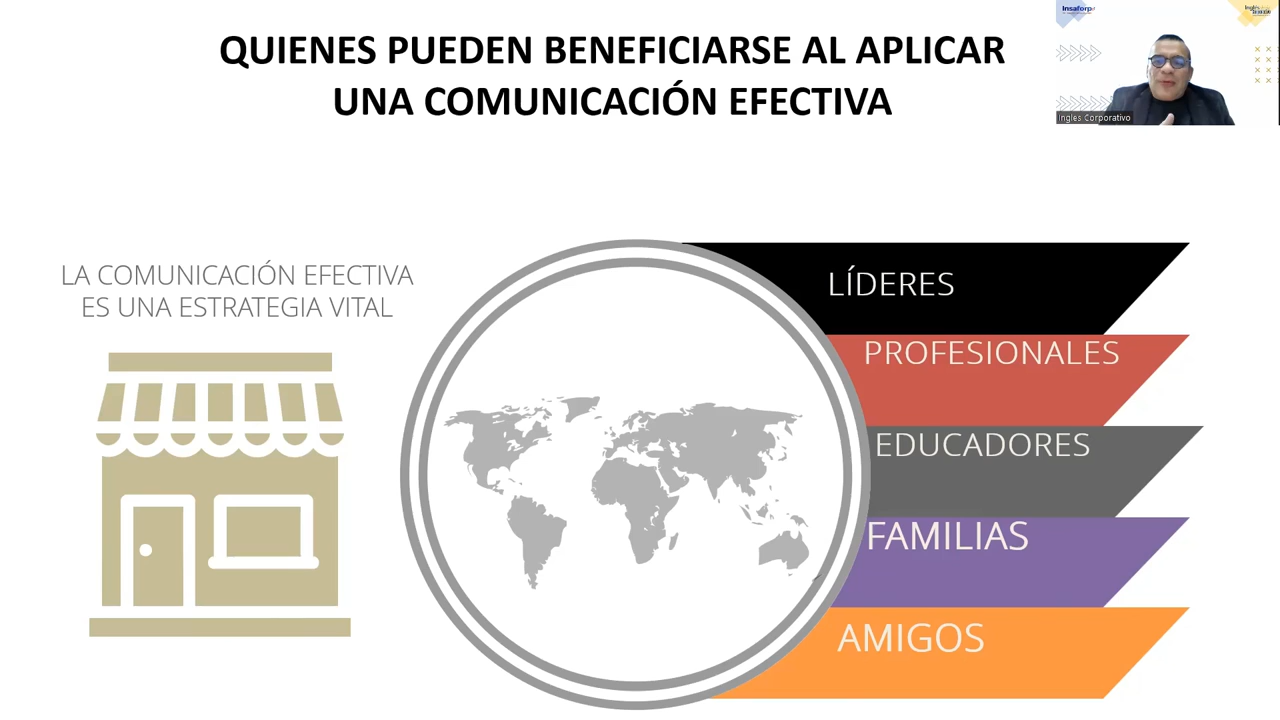 QUIENES PUEDEN BENEFICIARSE AL APLICAR
UNA COMUNICACIÓN EFECTIVA
Insaforp
Ingles Corporativo
LA COMUNICACIÓN EFECTIVA
ES UNA ESTRATEGIA VITAL
LÍDERES
PROFESIONALES
EDUCADORES
FAMILIAS
AMIGOS